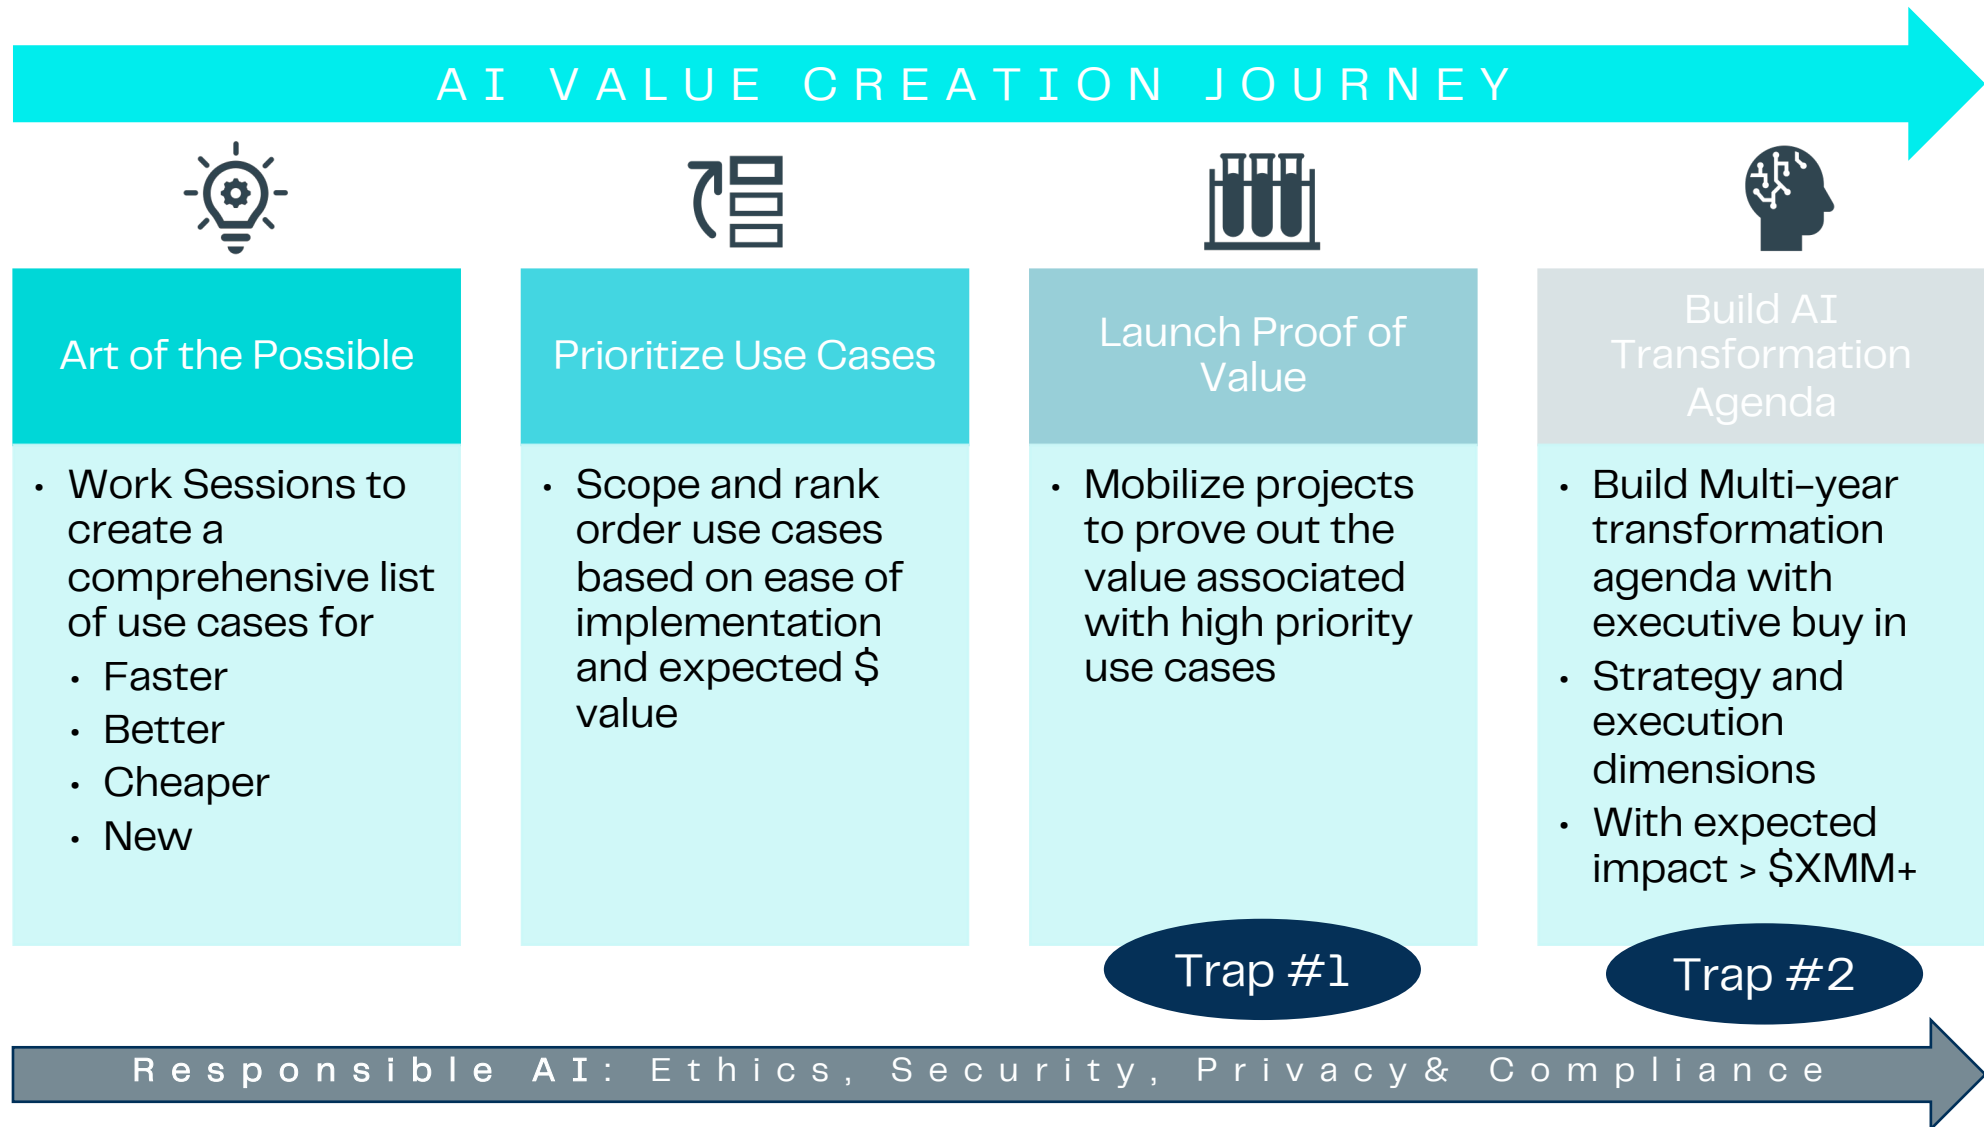 AI VALUE CREATION JOURNEY
Art of the Possible
• Work Sessions to
create a
comprehensive list
of use cases for
• Faster
• Better
• Cheaper
• New
Prioritize Use Cases
• Scope and rank
order use cases
based on ease of
implementation
and expected $
value
Launch Proof of
Value
• Mobilize projects
to prove out the
value associated
with high priority
use cases
Trap #1
Build AI
Transformation
Agenda
• Build Multi-year
transformation
agenda with
executive buy in
• Strategy and
execution
dimensions
• With expected
impact > $XMM+
Trap #2
Responsible AI: Ethics, Security, Privacy& Compliance